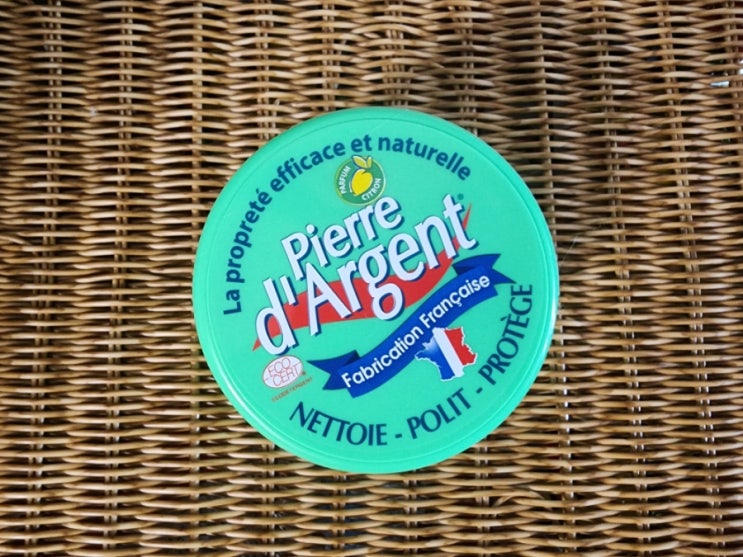 La propreté efficace et naturelle
PARFUM
CITRON
Pierre
d'Argent®
Fabrication Française
ECO
CERT®
NETTOIE - POLIT - PROTÈGE